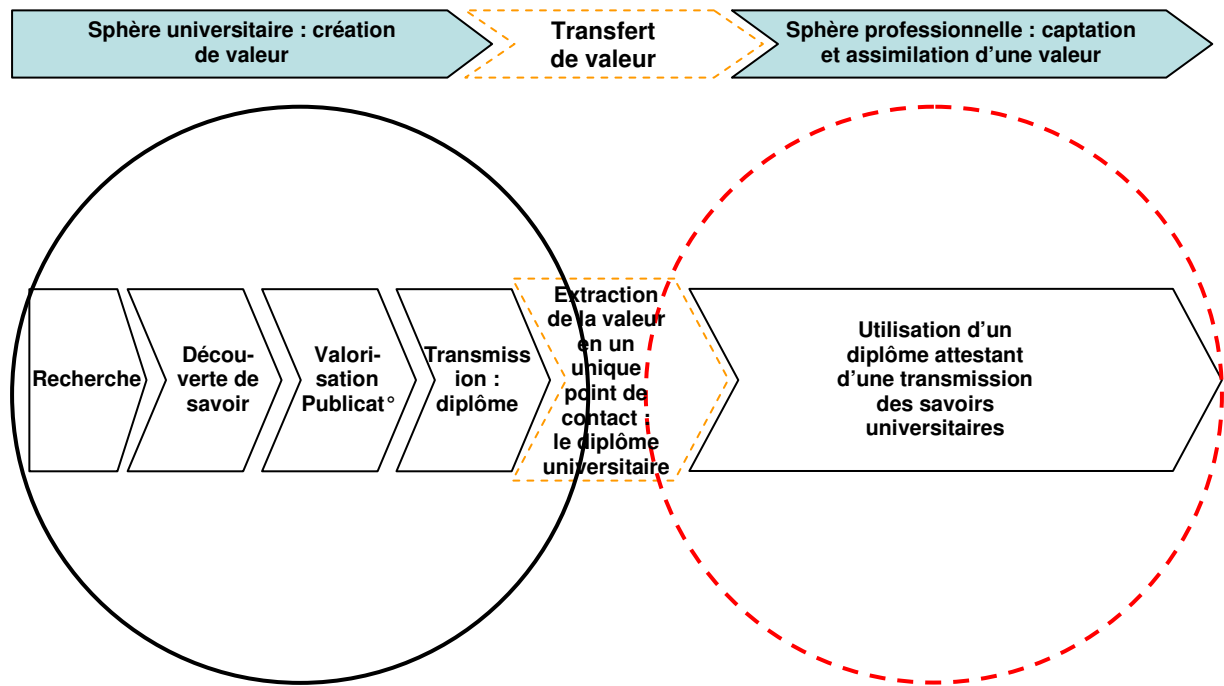 Sphère universitaire : création
de valeur
Transfert
de valeur
Sphère professionnelle : captation
et assimilation d’une valeur
Recherche
Décou-
verte de
savoir
Valori-
sation
Publicat°
Transmiss
ion :
diplôme
Extraction
de la valeur
en un
unique
point de
contact :
le diplôme
universitaire
Utilisation d’un
diplôme attestant
d’une transmission
des savoirs
universitaires